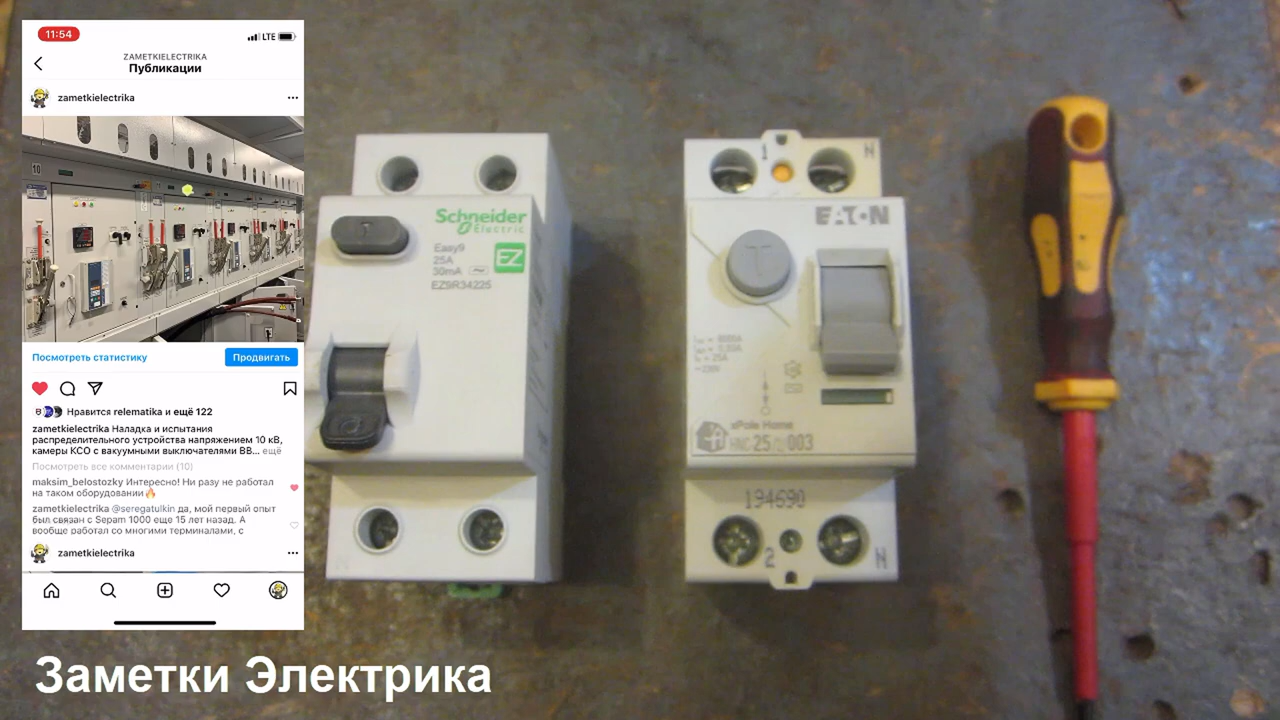 11:54
LTE
ZAMETKIELECTRIKA
Публикации
zametkielectrika
10
Посмотреть статистику
Продвигать
Нравится relematika и ещё 122
zametkielectrika Наладка и испытания
распределительного устройства напряжением 10 кВ,
камеры КСО с вакуумными выключателями ВВ... ещё
Посмотреть все комментарии (10)
maksim_belostozky Интересно! Ни разу не работал
на таком оборудовании🔥
zametkielectrika @seregatulkin да, мой первый опыт
был связан с Sepam 1000 еще 15 лет назад. А
вообще работал со многими терминалами, с
zametkielectrika
Schneider
Electric
Easy9
25A
30mA
EZ9R34225
EZ
T
1
N
EATON
T
xPole Home
HNC 25/2/003
194690
2
N
Заметки Электрика